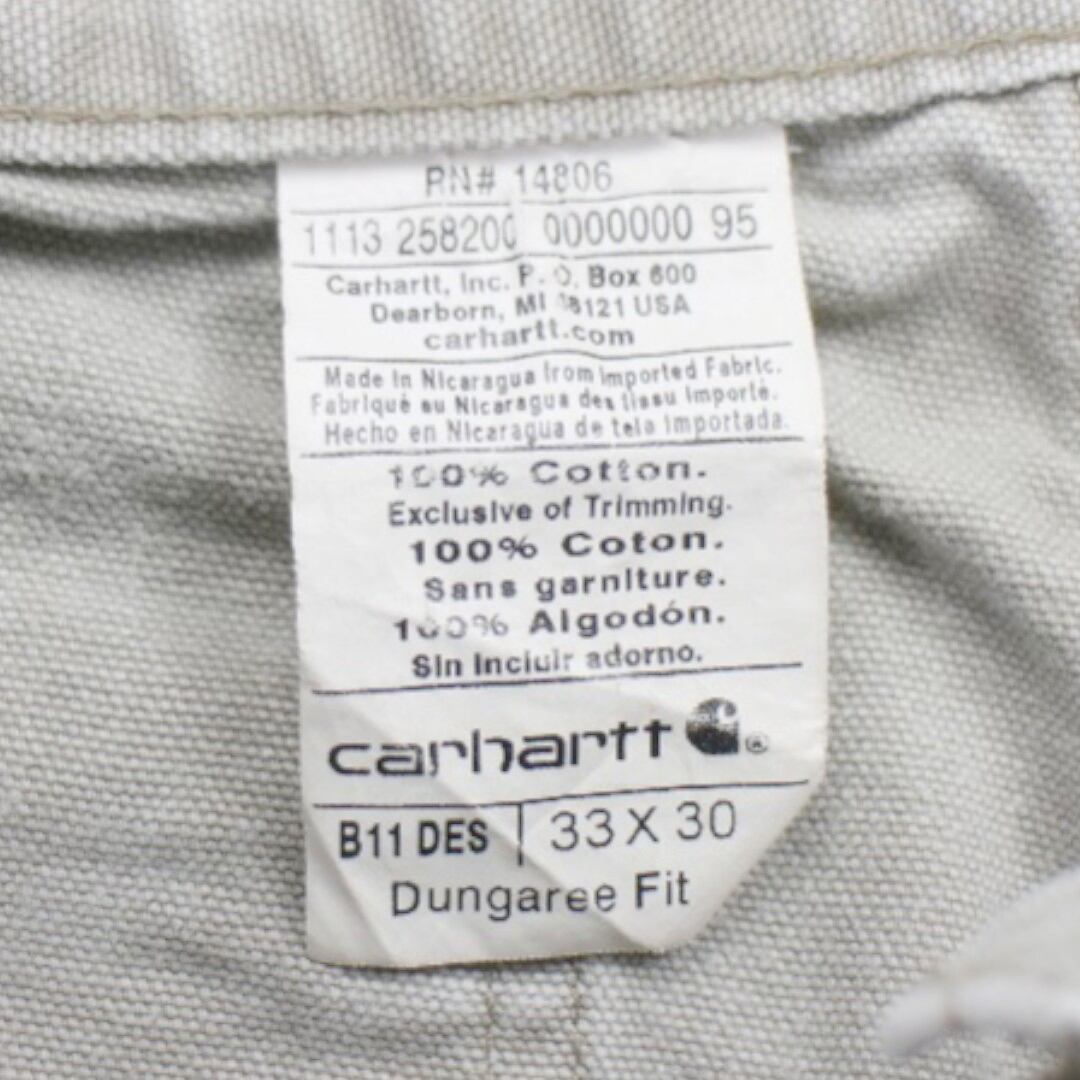 RN# 14806
1113 258200 0000000 95
Carhartt, Inc. P. O. Box 600
Dearborn, MI 48121 USA
carhartt.com
Made in Nicaragua from Imported Fabric.
Fabriqué au Nicaragua des tissu Importé.
Hecho en Nicaragua de tela importada.
100% Cotton.
Exclusive of Trimming.
100% Coton.
Sans garniture.
100% Algodón.
Sin Incluir adorno.
carhartt ®
B11 DES | 33 X 30
Dungaree Fit